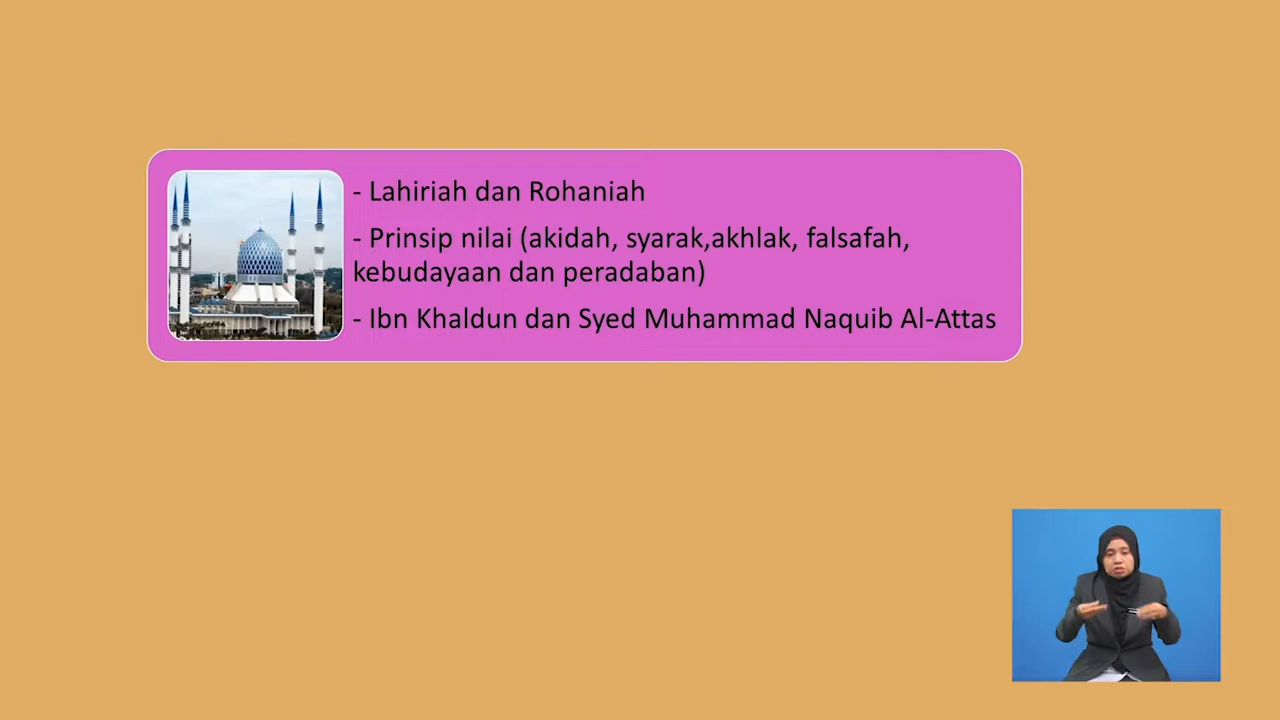 - Lahiriah dan Rohaniah
- Prinsip nilai (akidah, syarak,akhlak, falsafah,
kebudayaan dan peradaban)
- Ibn Khaldun dan Syed Muhammad Naquib Al-Attas